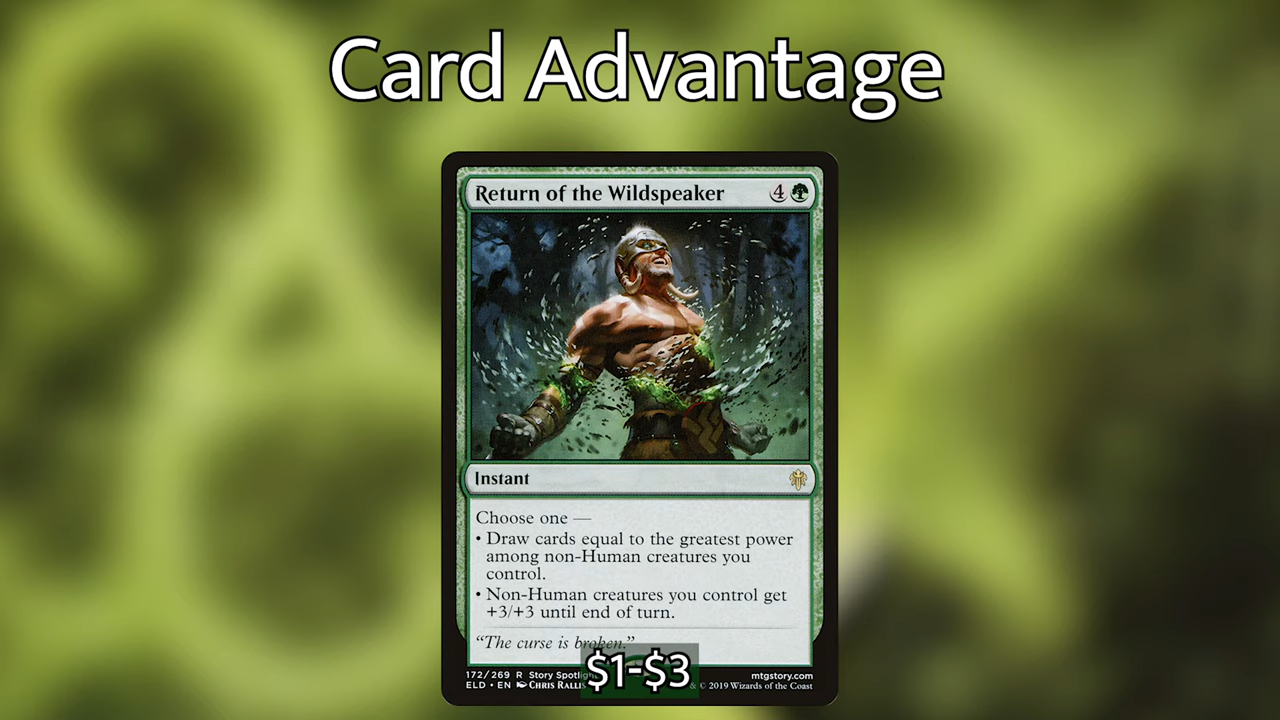 Card Advantage
Return of the Wildspeaker 4
Instant
Choose one —
• Draw cards equal to the greatest power
among non-Human creatures you
control.
• Non-Human creatures you control get
+3/+3 until end of turn.
“The curse is broken.”
$1-$3
172/269 R Story Spotlight mtgstory.com
ELD • EN Chris Rallis & © 2019 Wizards of the Coast